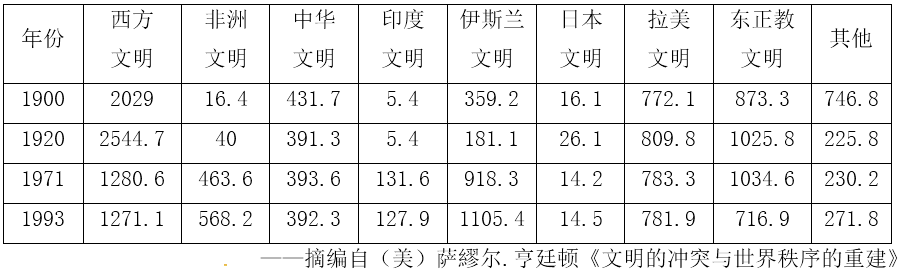 年份 西方文明 非洲文明 中华文明 印度文明 伊斯兰文明 日本文明 拉美文明 东正教文明 其他
1900 2029 16.4 431.7 5.4 359.2 16.1 772.1 873.3 746.8
1920 2544.7 40 391.3 5.4 181.1 26.1 809.8 1025.8 225.8
1971 1280.6 463.6 393.6 131.6 918.3 14.2 783.3 1034.6 230.2
1993 1271.1 568.2 392.3 127.9 1105.4 14.5 781.9 716.9 271.8
——摘编自（美）萨缪尔.亨廷顿《文明的冲突与世界秩序的重建》